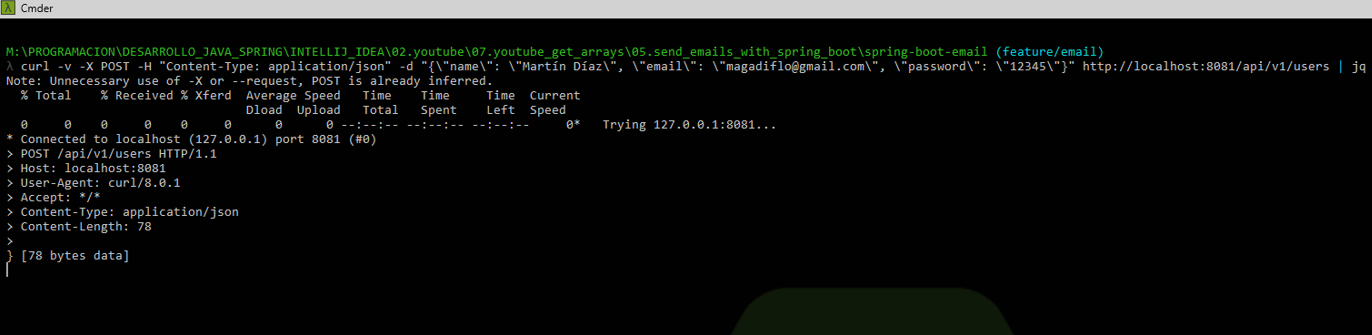 Cmder
M:\PROGRAMACION\DESARROLLO_JAVA_SPRING\INTELLIJ_IDEA\02.youtube\07.youtube_get_arrays\05.send_emails_with_spring_boot\spring-boot-email (feature/email)
λ curl -v -X POST -H "Content-Type: application/json" -d "{\"name\": \"Martín Díaz\", \"email\": \"magadiflo@gmail.com\", \"password\": \"12345\"}" http://localhost:8081/api/v1/users | jq
Note: Unnecessary use of -X or --request, POST is already inferred.
  % Total    % Received % Xferd  Average Speed   Time    Time     Time  Current
                                 Dload  Upload   Total   Spent    Left  Speed
  0     0    0     0    0     0      0      0 --:--:-- --:--:-- --:--:--     0*   Trying 127.0.0.1:8081...
* Connected to localhost (127.0.0.1) port 8081 (#0)
> POST /api/v1/users HTTP/1.1
> Host: localhost:8081
> User-Agent: curl/8.0.1
> Accept: */*
> Content-Type: application/json
> Content-Length: 78
>
} [78 bytes data]